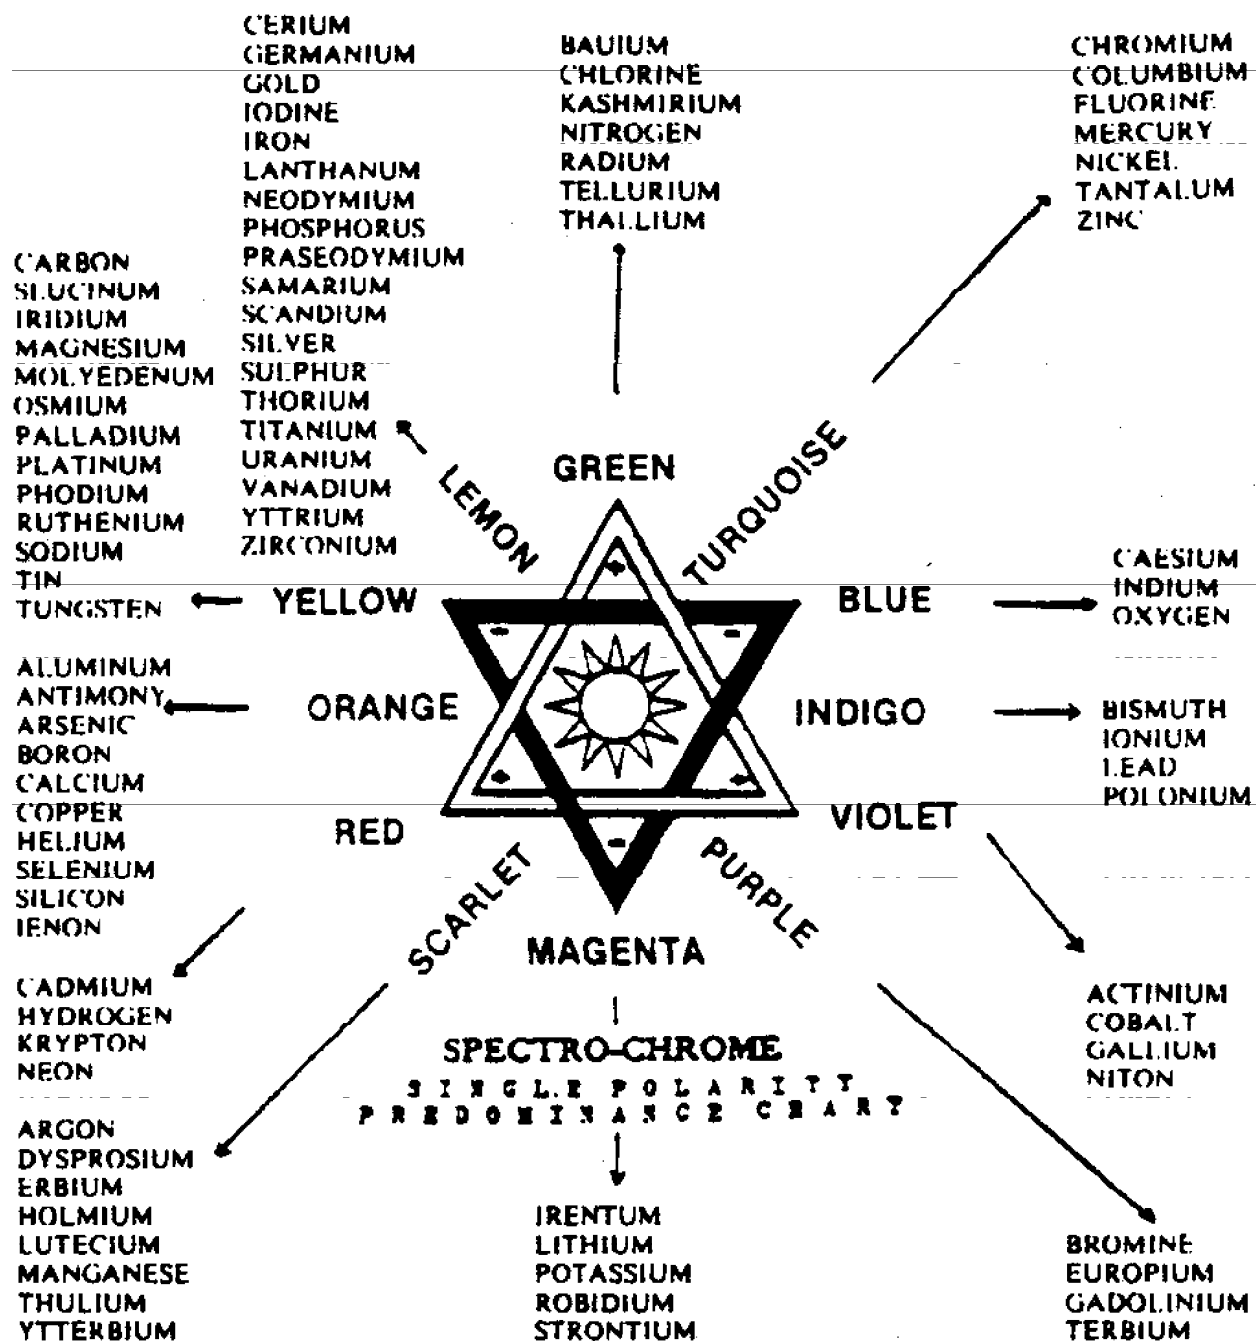 CERIUM
GERMANIUM
GOLD
IODINE
IRON
LANTHANUM
NEODYMIUM
PHOSPHORUS
PRASEODYMIUM
SAMARIUM
SCANDIUM
SILVER
SULPHUR
THORIUM
TITANIUM
URANIUM
VANADIUM
YTTRIUM
ZIRCONIUM
BAUIUM
CHLORINE
KASHMIRIUM
NITROGEN
RADIUM
TELLURIUM
THALLIUM
CHROMIUM
COLUMBIUM
FLUORINE
MERCURY
NICKEL
TANTALUM
ZINC
CARBON
SLUCINUM
IRIDIUM
MAGNESIUM
MOLYEDENUM
OSMIUM
PALLADIUM
PLATINUM
PHODIUM
RUTHENIUM
SODIUM
TIN
TUNGSTEN
LEMON
GREEN
TURQUOISE
YELLOW
BLUE
CAESIUM
INDIUM
OXYGEN
ALUMINUM
ANTIMONY
ARSENIC
BORON
CALCIUM
COPPER
HELIUM
SELENIUM
SILICON
IENON
ORANGE
INDIGO
BISMUTH
IONIUM
LEAD
POLONIUM
RED
VIOLET
SCARLET
PURPLE
MAGENTA
CADMIUM
HYDROGEN
KRYPTON
NEON
ACTINIUM
COBALT
GALLIUM
NITON
SPECTRO-CHROME
SINGLE POLARITY
PREDOMINANCE CHART
ARGON
DYSPROSIUM
ERBIUM
HOLMIUM
LUTECIUM
MANGANESE
THULIUM
YTTERBIUM
IRENTUM
LITHIUM
POTASSIUM
ROBIDIUM
STRONTIUM
BROMINE
EUROPIUM
GADOLINIUM
TERBIUM